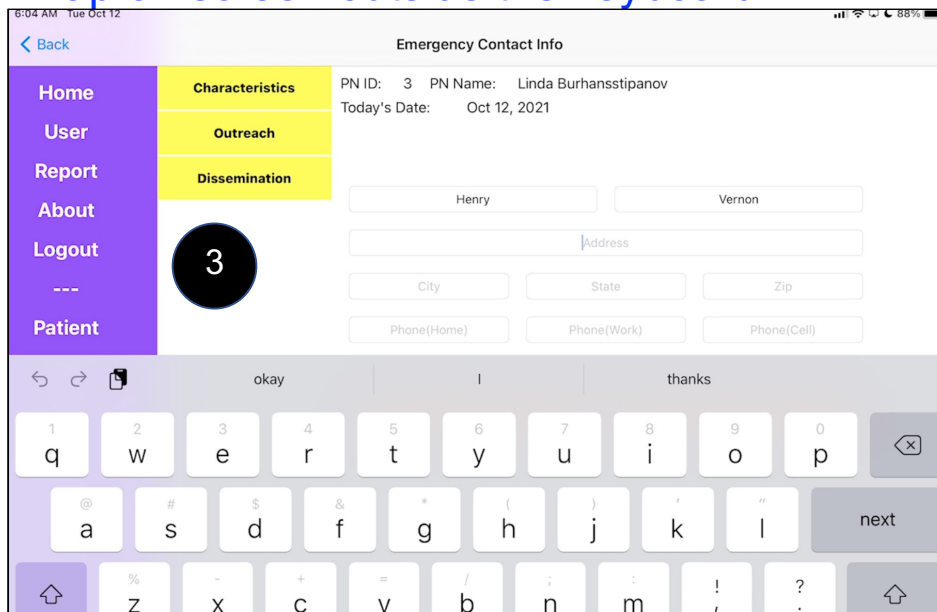 6:04 AM Tue Oct 12
88%
Back
Emergency Contact Info
Home
User
Report
About
Logout
---
Patient
Characteristics
Outreach
Dissemination
3
PN ID: 3 PN Name: Linda Burhansstipanov
Today's Date: Oct 12, 2021
Henry Vernon
Address
City State Zip
Phone(Home) Phone(Work) Phone(Cell)
okay I thanks
1 2 3 4 5 6 7 8 9 0
q w e r t y u i o p
@ # $ & * ( ) ' "
a s d f g h j k l next
% - + = / ; : ! ?
z x c v b n m , .